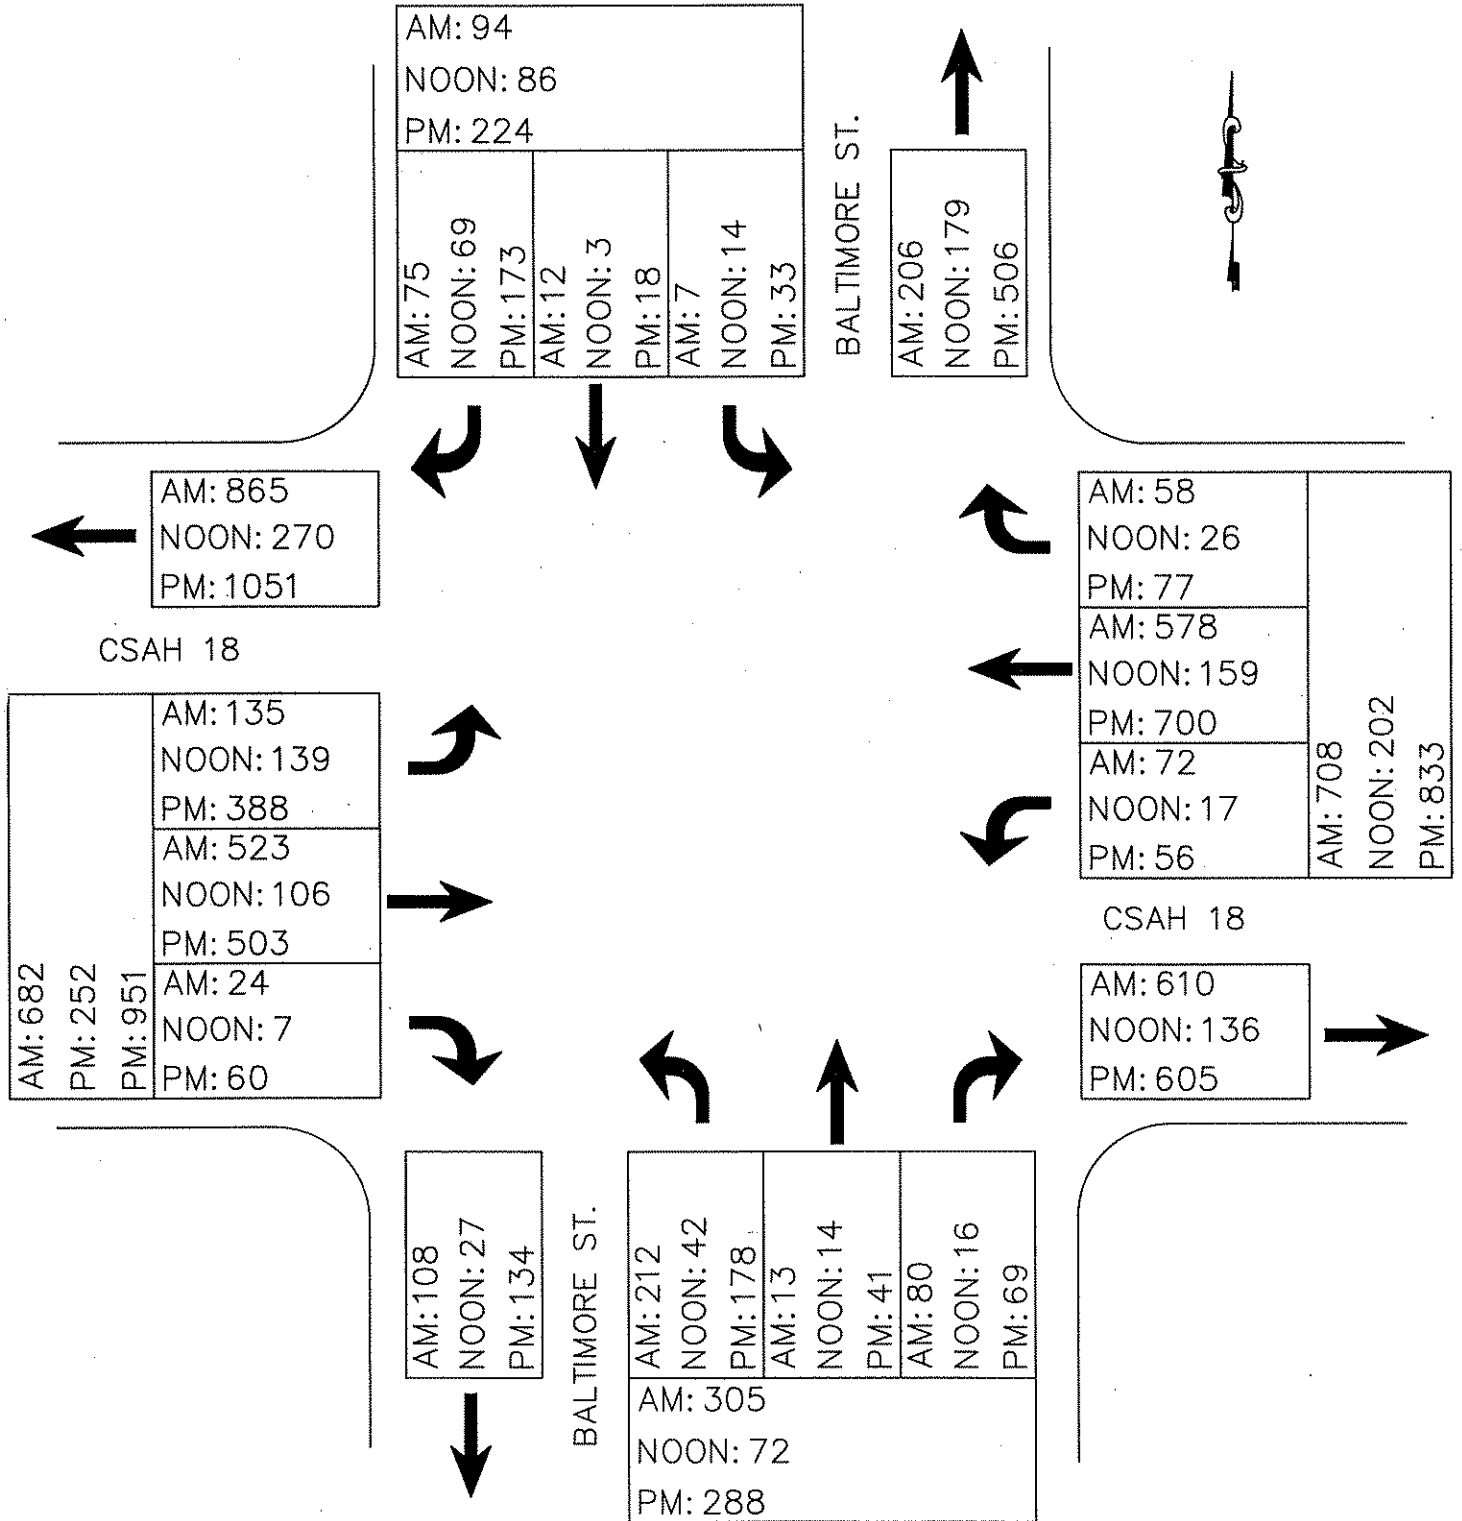 AM: 94
NOON: 86
PM: 224
AM: 75
NOON: 69
PM: 173
AM: 12
NOON: 3
PM: 18
AM: 7
NOON: 14
PM: 33
BALTIMORE ST.
AM: 206
NOON: 179
PM: 506
AM: 865
NOON: 270
PM: 1051
CSAH 18
AM: 135
NOON: 139
PM: 388
AM: 523
NOON: 106
PM: 503
AM: 24
NOON: 7
PM: 60
AM: 682
PM: 252
PM: 951
AM: 58
NOON: 26
PM: 77
AM: 578
NOON: 159
PM: 700
AM: 72
NOON: 17
PM: 56
AM: 708
NOON: 202
PM: 833
CSAH 18
AM: 610
NOON: 136
PM: 605
AM: 108
NOON: 27
PM: 134
BALTIMORE ST.
AM: 212
NOON: 42
PM: 178
AM: 13
NOON: 14
PM: 41
AM: 80
NOON: 16
PM: 69
AM: 305
NOON: 72
PM: 288